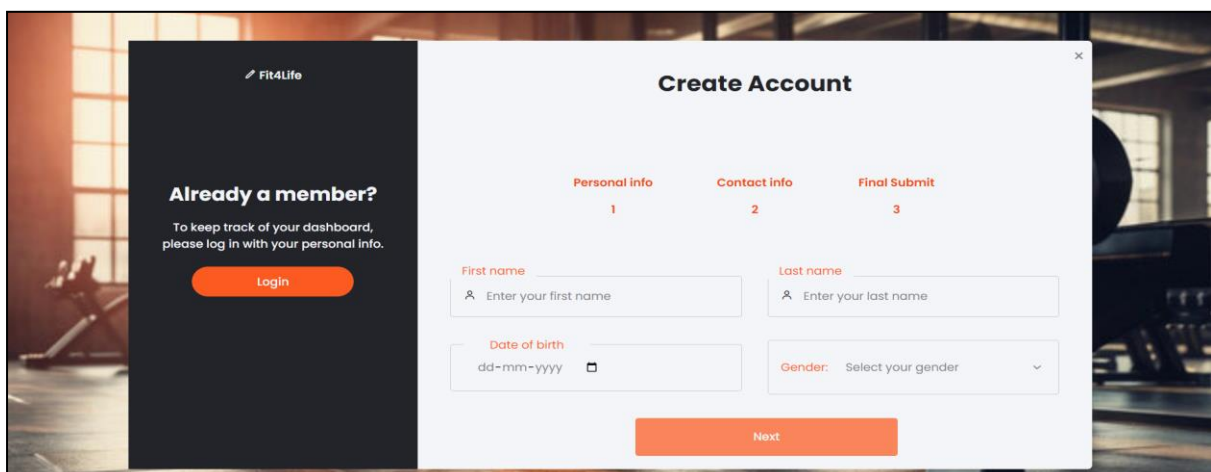 Fit4Life
Already a member?
To keep track of your dashboard,
please log in with your personal info.
Login
Create Account
Personal info
Contact info
Final Submit
1
2
3
First name
Enter your first name
Last name
Enter your last name
Date of birth
dd-mm-yyyy
Gender: Select your gender
Next